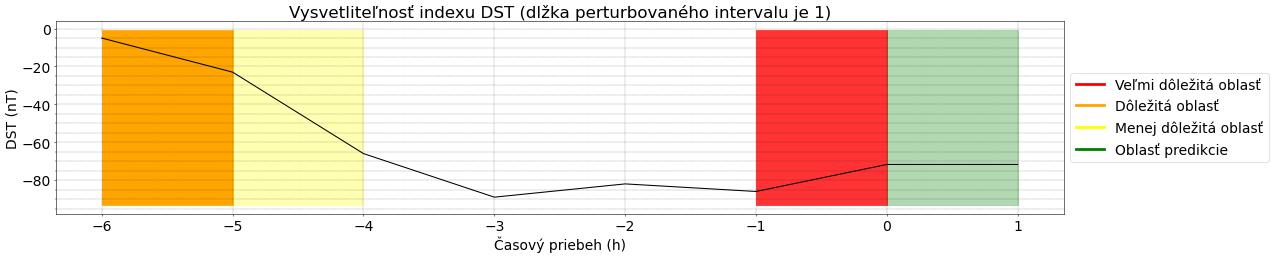 Vysvetliteľnosť indexu DST (dĺžka perturbovaného intervalu je 1)
0
−20
−40
−60
−80
DST (nT)
−6 −5 −4 −3 −2 −1 0 1
Časový priebeh (h)
Veľmi dôležitá oblasť
Dôležitá oblasť
Menej dôležitá oblasť
Oblasť predikcie